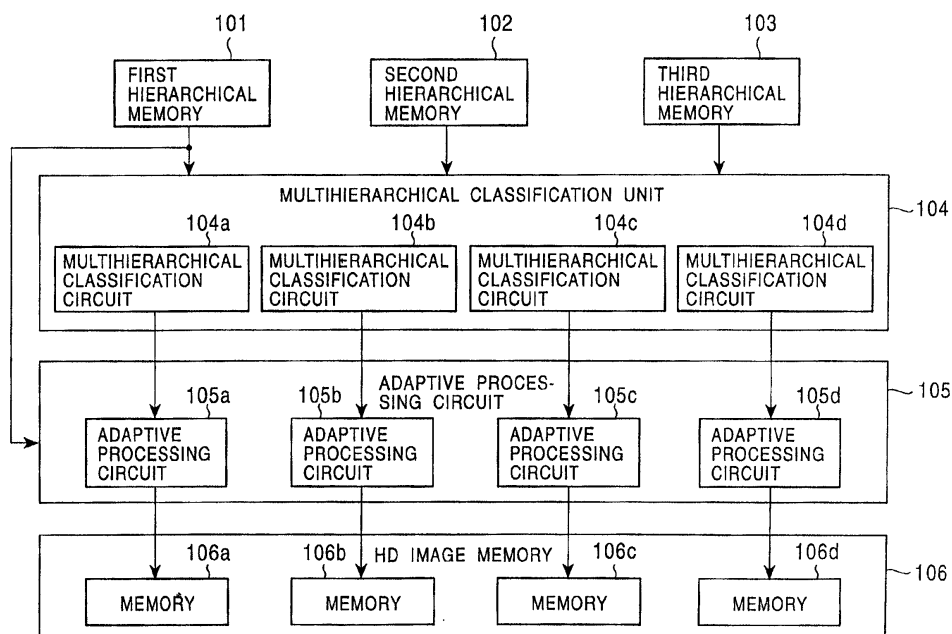 101
102
103
FIRST
HIERARCHICAL
MEMORY
SECOND
HIERARCHICAL
MEMORY
THIRD
HIERARCHICAL
MEMORY
MULTIHIERARCHICAL CLASSIFICATION UNIT
104
104a
104b
104c
104d
MULTIHIERARCHICAL
CLASSIFICATION
CIRCUIT
MULTIHIERARCHICAL
CLASSIFICATION
CIRCUIT
MULTIHIERARCHICAL
CLASSIFICATION
CIRCUIT
MULTIHIERARCHICAL
CLASSIFICATION
CIRCUIT
ADAPTIVE PROCES-
SING CIRCUIT
105
105a
105b
105c
105d
ADAPTIVE
PROCESSING
CIRCUIT
ADAPTIVE
PROCESSING
CIRCUIT
ADAPTIVE
PROCESSING
CIRCUIT
ADAPTIVE
PROCESSING
CIRCUIT
HD IMAGE MEMORY
106
106a
106b
106c
106d
MEMORY
MEMORY
MEMORY
MEMORY